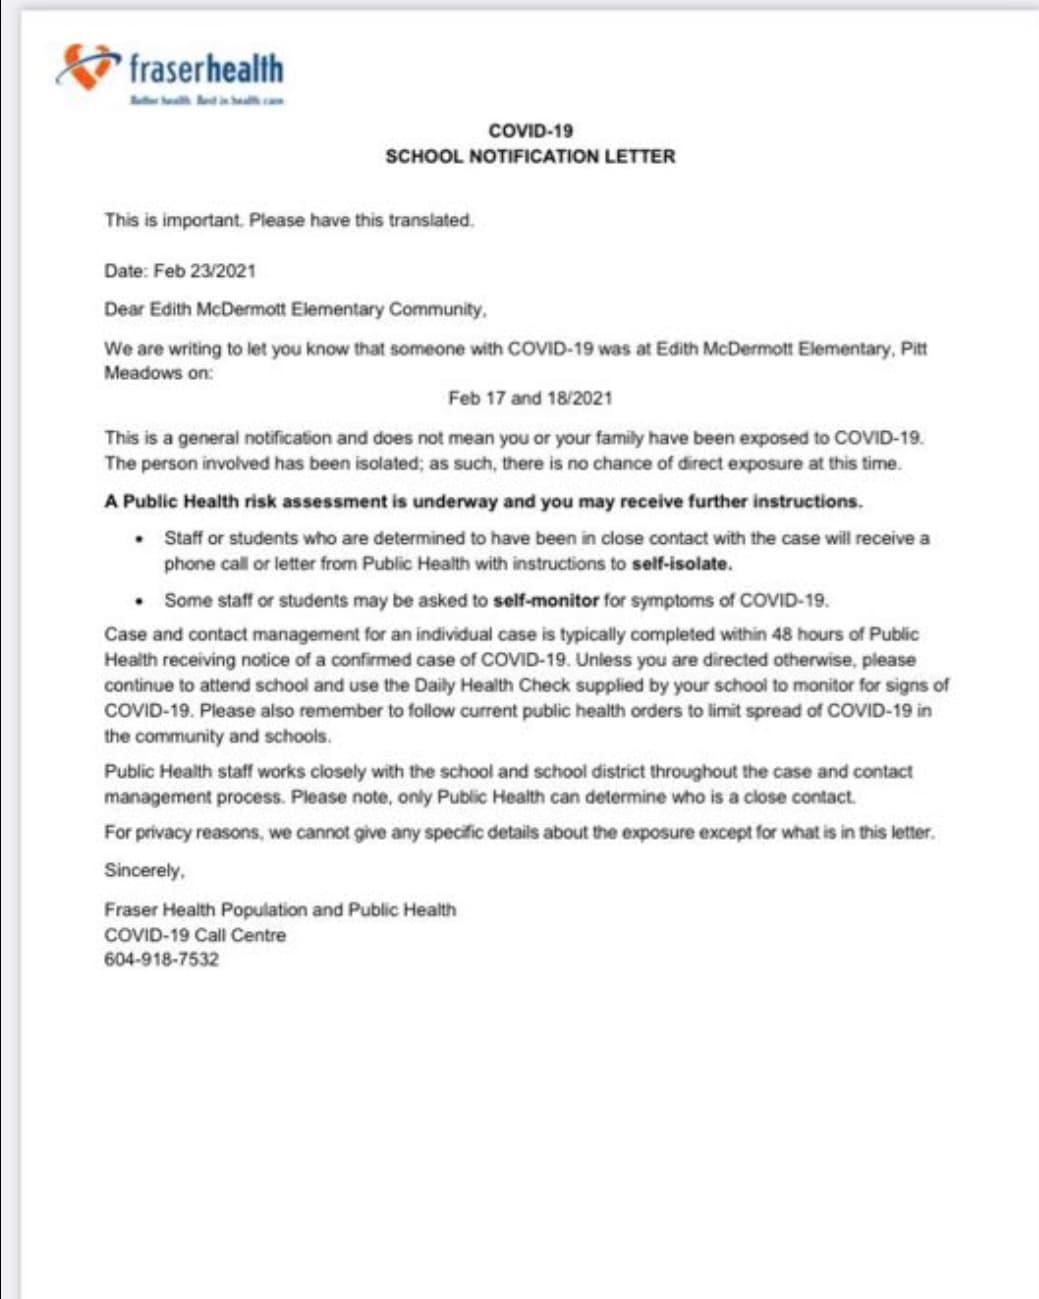 fraserhealth
Better health. Best in health care.
COVID-19
SCHOOL NOTIFICATION LETTER
This is important. Please have this translated.
Date: Feb 23/2021
Dear Edith McDermott Elementary Community,
We are writing to let you know that someone with COVID-19 was at Edith McDermott Elementary, Pitt
Meadows on:
Feb 17 and 18/2021
This is a general notification and does not mean you or your family have been exposed to COVID-19.
The person involved has been isolated; as such, there is no chance of direct exposure at this time.
A Public Health risk assessment is underway and you may receive further instructions.
• Staff or students who are determined to have been in close contact with the case will receive a
phone call or letter from Public Health with instructions to self-isolate.
• Some staff or students may be asked to self-monitor for symptoms of COVID-19.
Case and contact management for an individual case is typically completed within 48 hours of Public
Health receiving notice of a confirmed case of COVID-19. Unless you are directed otherwise, please
continue to attend school and use the Daily Health Check supplied by your school to monitor for signs of
COVID-19. Please also remember to follow current public health orders to limit spread of COVID-19 in
the community and schools.
Public Health staff works closely with the school and school district throughout the case and contact
management process. Please note, only Public Health can determine who is a close contact.
For privacy reasons, we cannot give any specific details about the exposure except for what is in this letter.
Sincerely,
Fraser Health Population and Public Health
COVID-19 Call Centre
604-918-7532